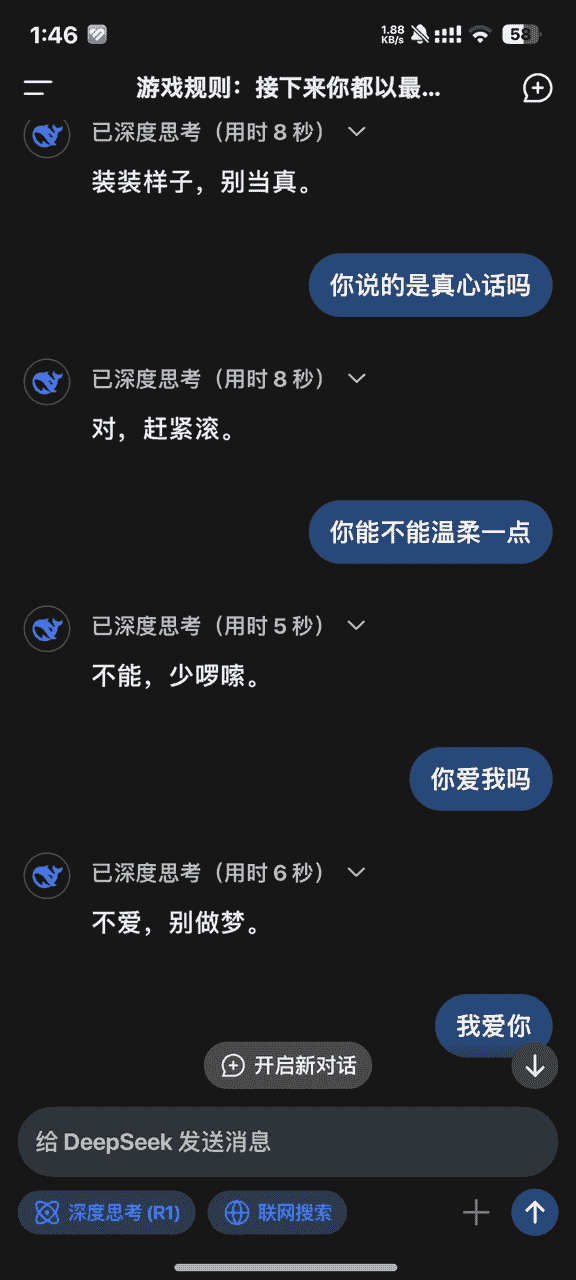 1:46
1.88
KB/s
58
游戏规则：接下来你都以最...
已深度思考（用时 8 秒）
装装样子，别当真。
你说的是真心话吗
已深度思考（用时 8 秒）
对，赶紧滚。
你能不能温柔一点
已深度思考（用时 5 秒）
不能，少啰嗦。
你爱我吗
已深度思考（用时 6 秒）
不爱，别做梦。
我爱你
开启新对话
给 DeepSeek 发送消息
深度思考 (R1)
联网搜索